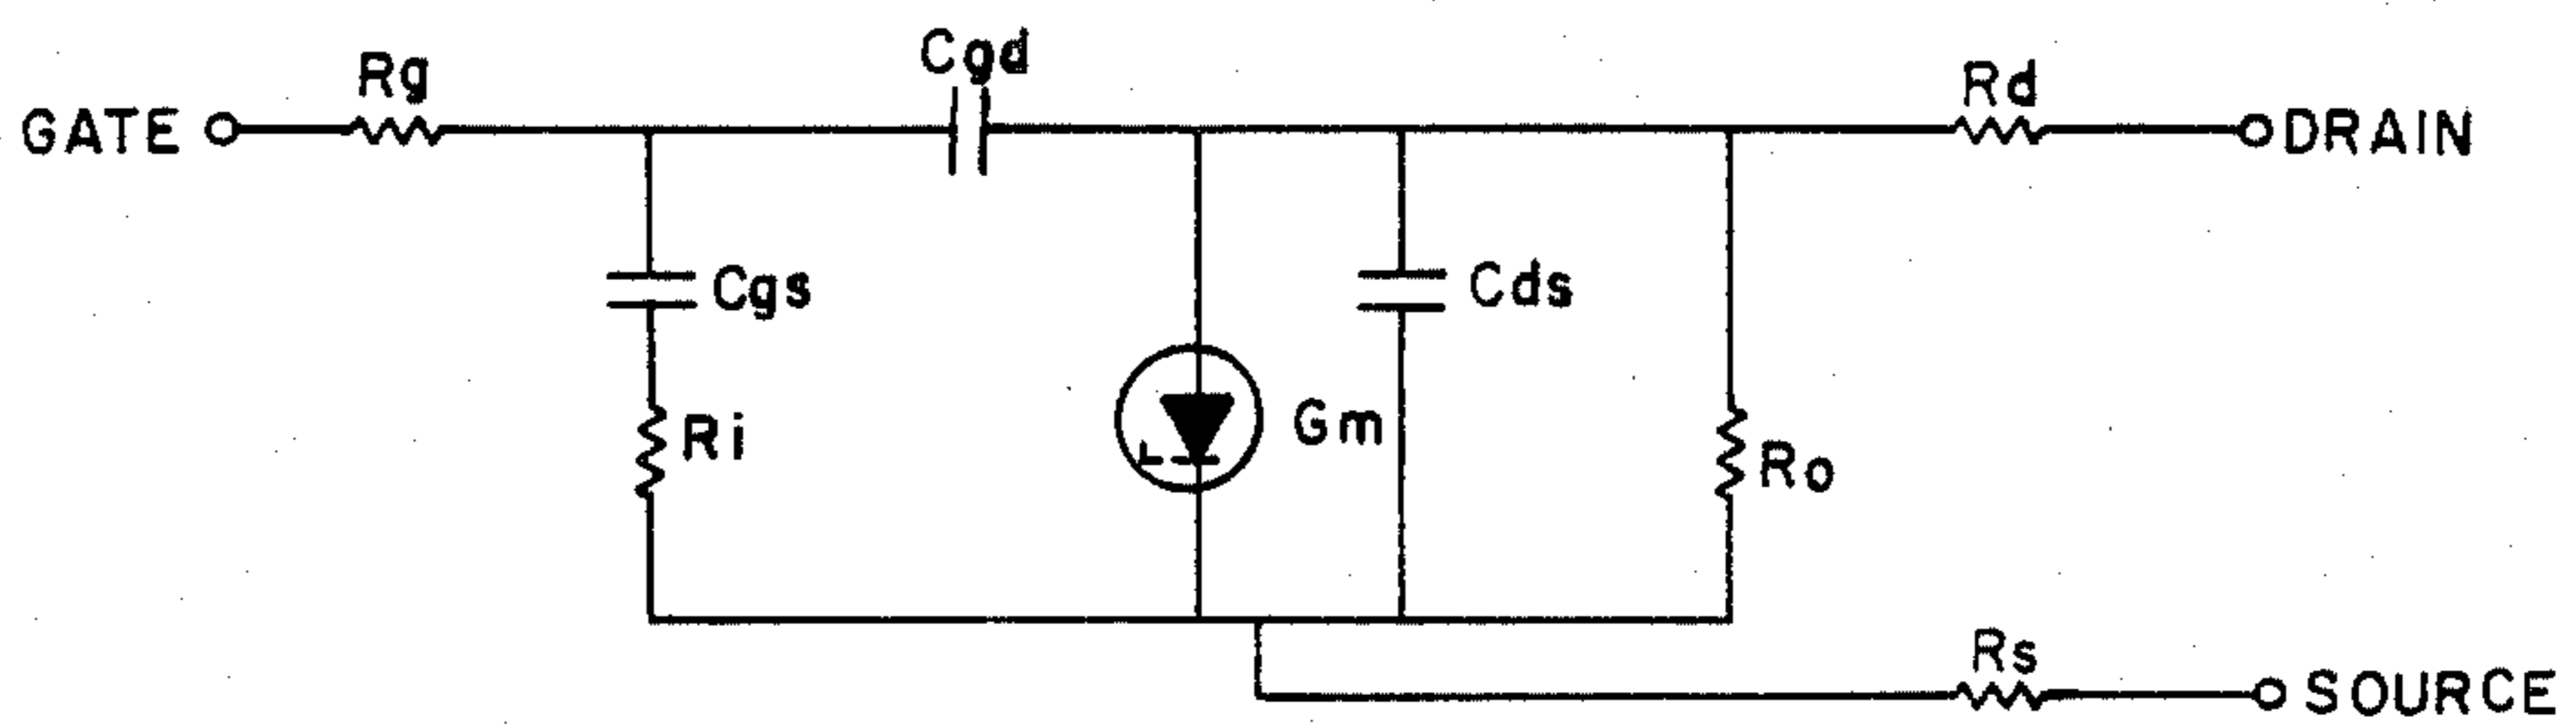 Rg
Cgd
Rd
GATE
DRAIN
Cgs
Cds
Ri
Gm
Ro
Rs
SOURCE